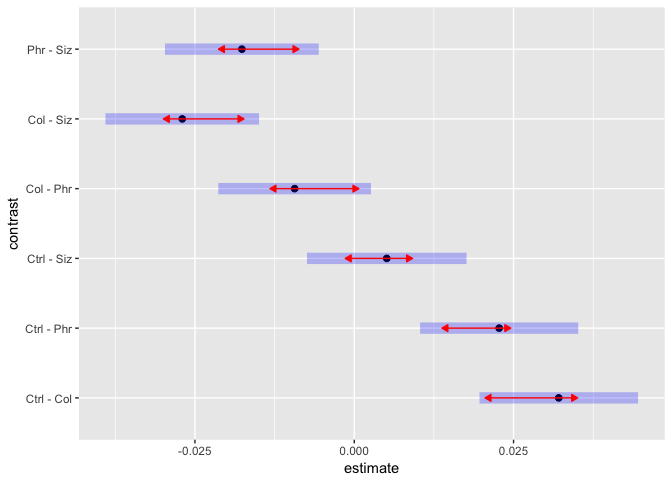 Phr - Siz
Col - Siz
Col - Phr
Ctrl - Siz
Ctrl - Phr
Ctrl - Col
contrast
-0.025
0.000
0.025
estimate